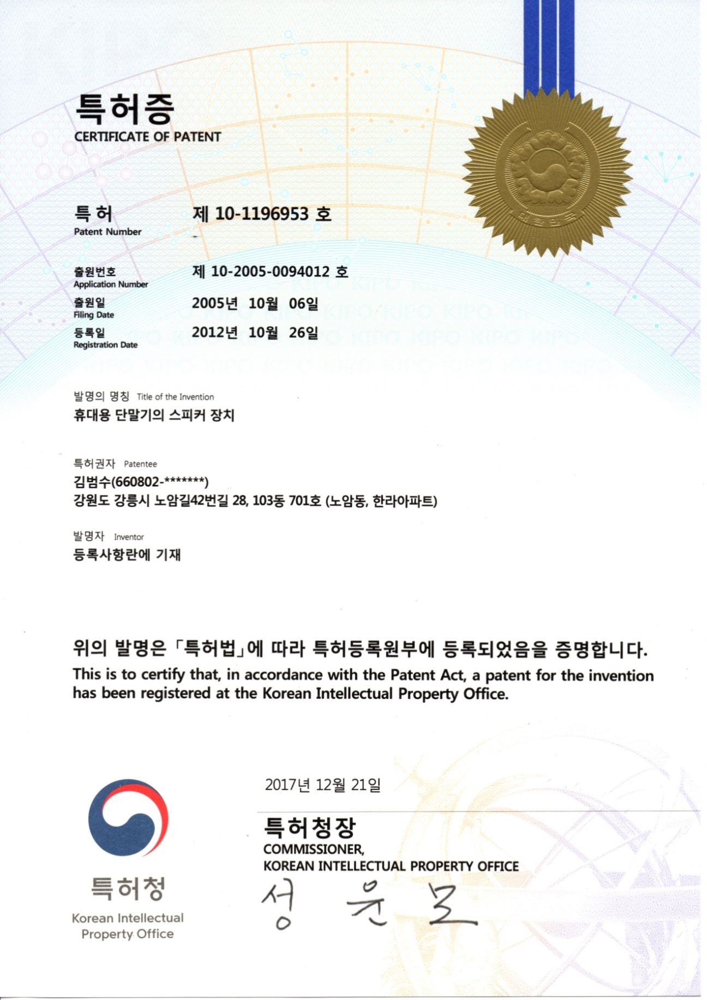 특허증
CERTIFICATE OF PATENT
대한민국
특허 제 10-1196953 호
Patent Number
출원번호 제 10-2005-0094012 호
Application Number
출원일 2005년 10월 06일
Filing Date
등록일 2012년 10월 26일
Registration Date
KIPO KIPO KIPO KIPO KIPO KIPO KIPO KIPO KIPO
발명의 명칭 Title of the Invention
휴대용 단말기의 스피커 장치
특허권자 Patentee
김범수(660802-*******)
강원도 강릉시 노암길42번길 28, 103동 701호 (노암동, 한라아파트)
발명자 Inventor
등록사항란에 기재
위의 발명은 「특허법」에 따라 특허등록원부에 등록되었음을 증명합니다.
This is to certify that, in accordance with the Patent Act, a patent for the invention
has been registered at the Korean Intellectual Property Office.
2017년 12월 21일
특허청장
COMMISSIONER,
KOREAN INTELLECTUAL PROPERTY OFFICE
성 윤 모
특허청
Korean Intellectual
Property Office